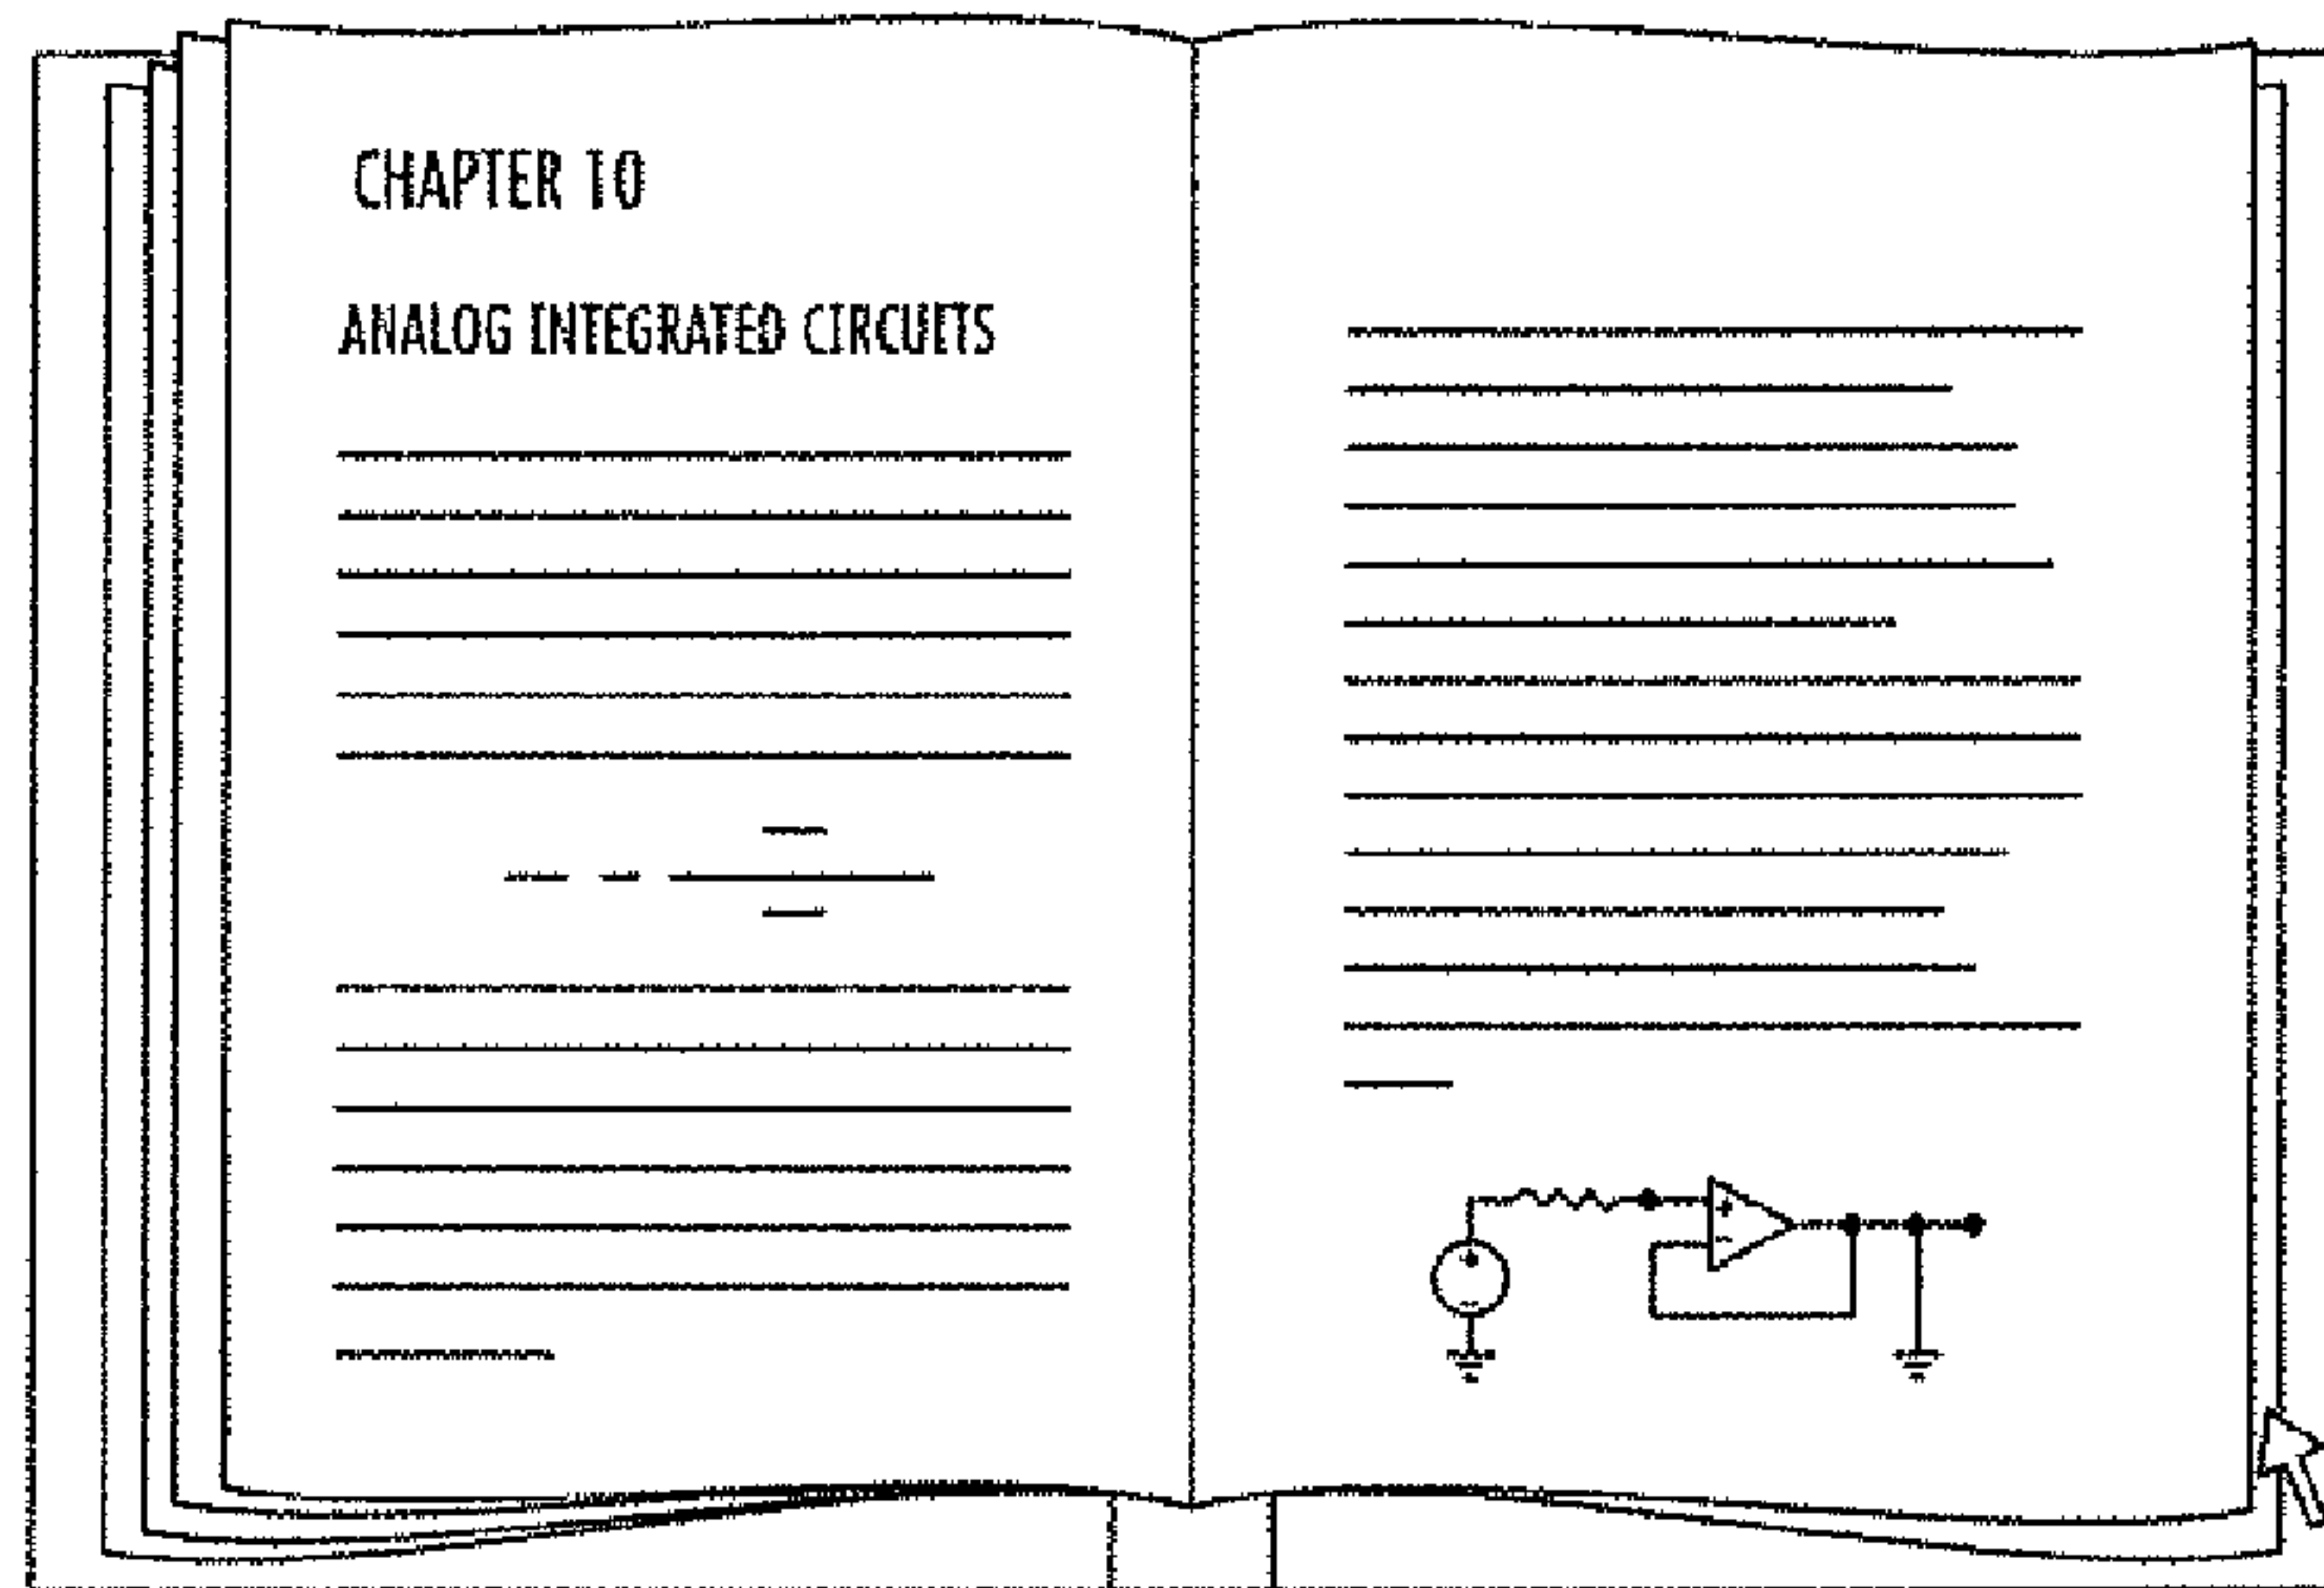 CHAPTER 10
ANALOG INTEGRATED CIRCUITS
+
-
+
-